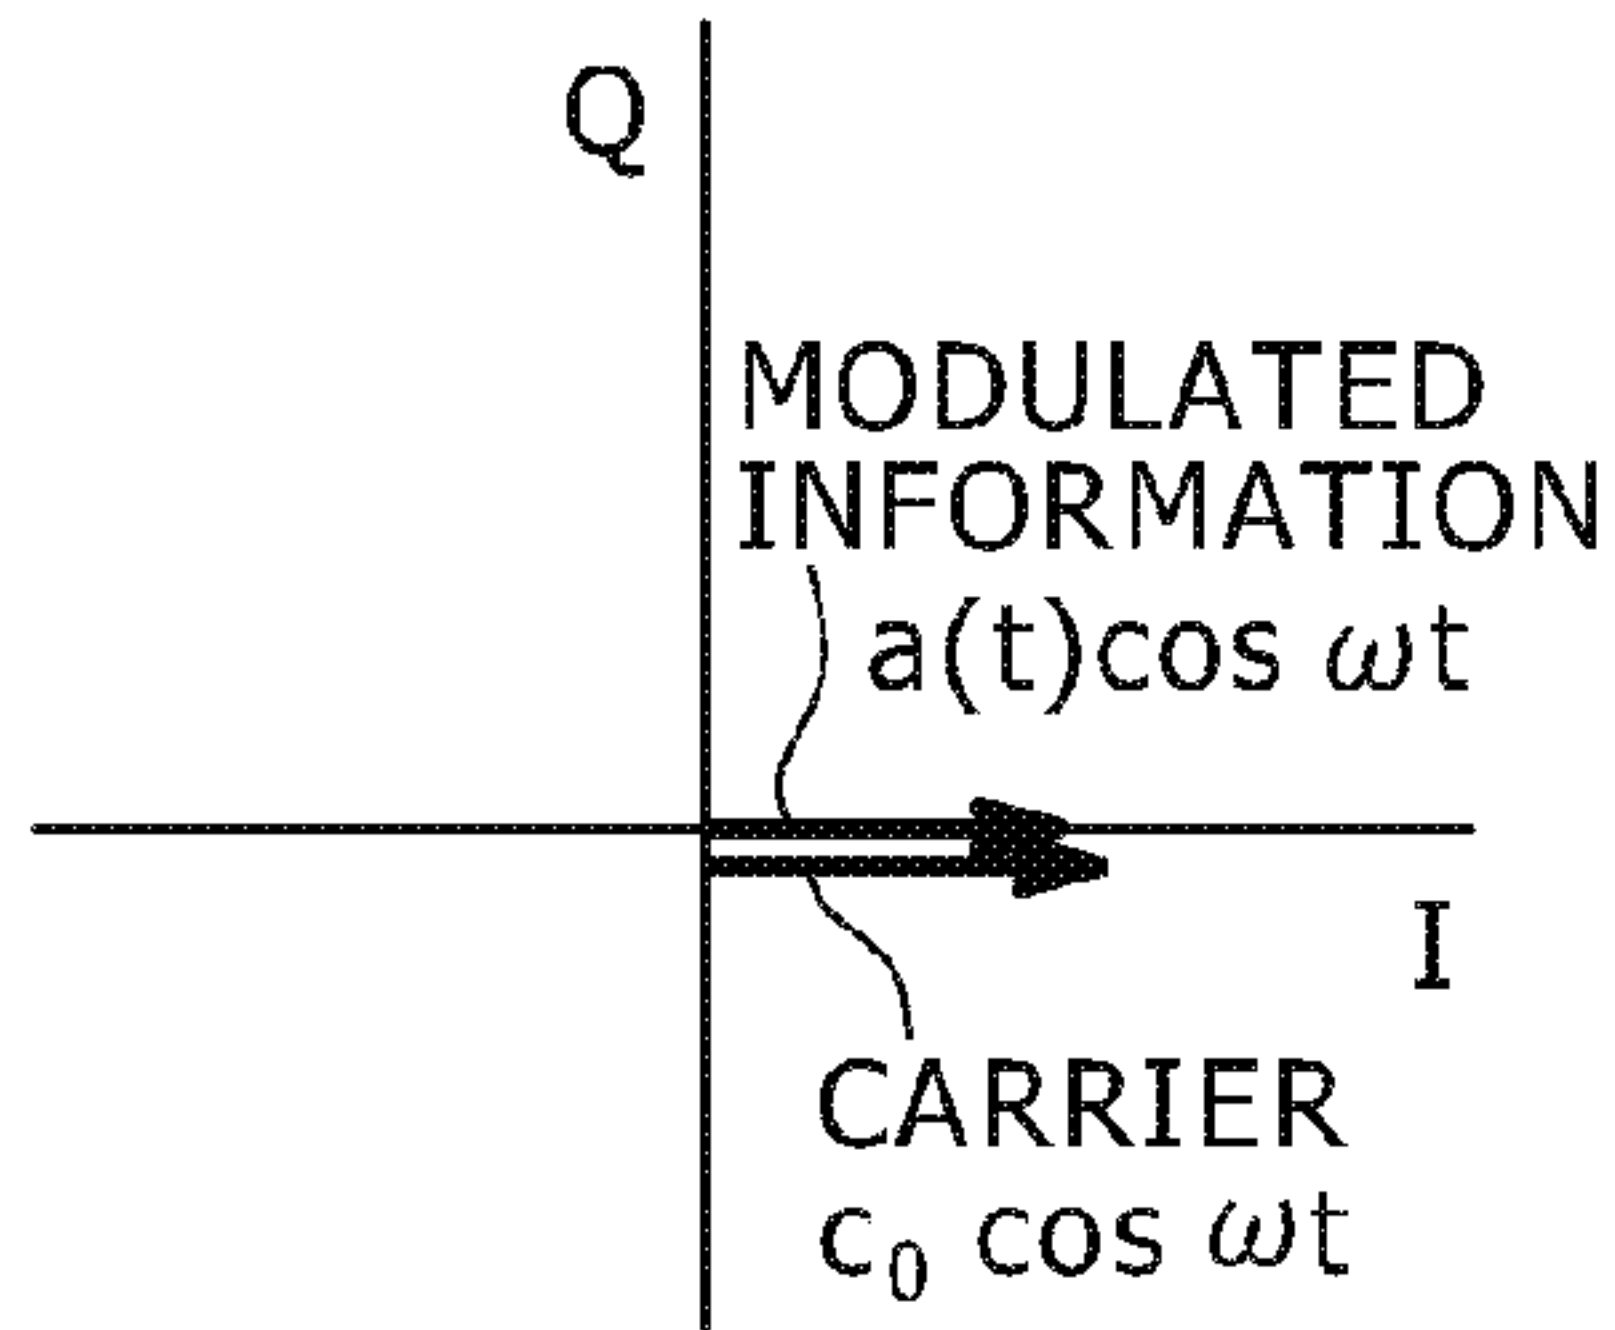 Q
MODULATED
INFORMATION
a(t)cos ωt
I
CARRIER
c₀ cos ωt